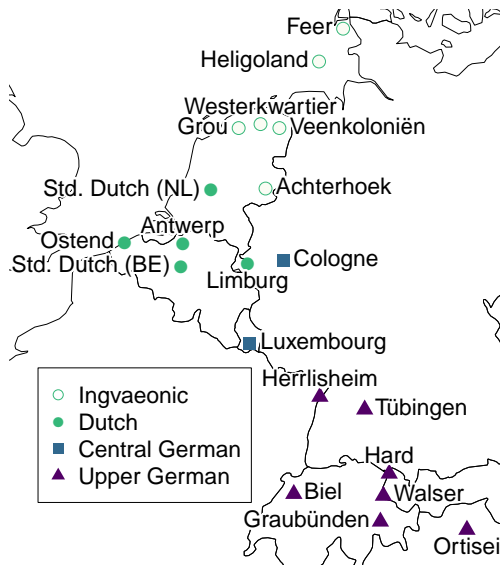 Feer
Heligoland
Westerkwartier
Grou
Veenkoloniën
Std. Dutch (NL)
Achterhoek
Antwerp
Ostend
Std. Dutch (BE)
Cologne
Limburg
Luxembourg
Herrlisheim
Tübingen
Ingvaeonic
Dutch
Central German
Upper German
Hard
Biel
Walser
Graubünden
Ortisei